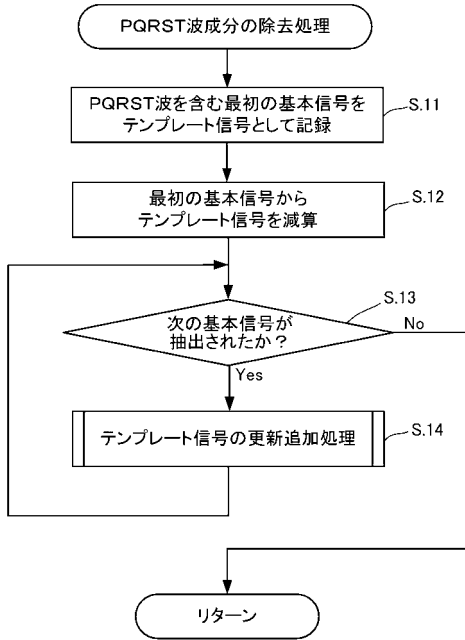 PQRST波成分の除去処理
PQRST波を含む最初の基本信号を
テンプレート信号として記録
S.11
最初の基本信号から
テンプレート信号を減算
S.12
S.13
次の基本信号が
抽出されたか？
No
Yes
テンプレート信号の更新追加処理
S.14
リターン